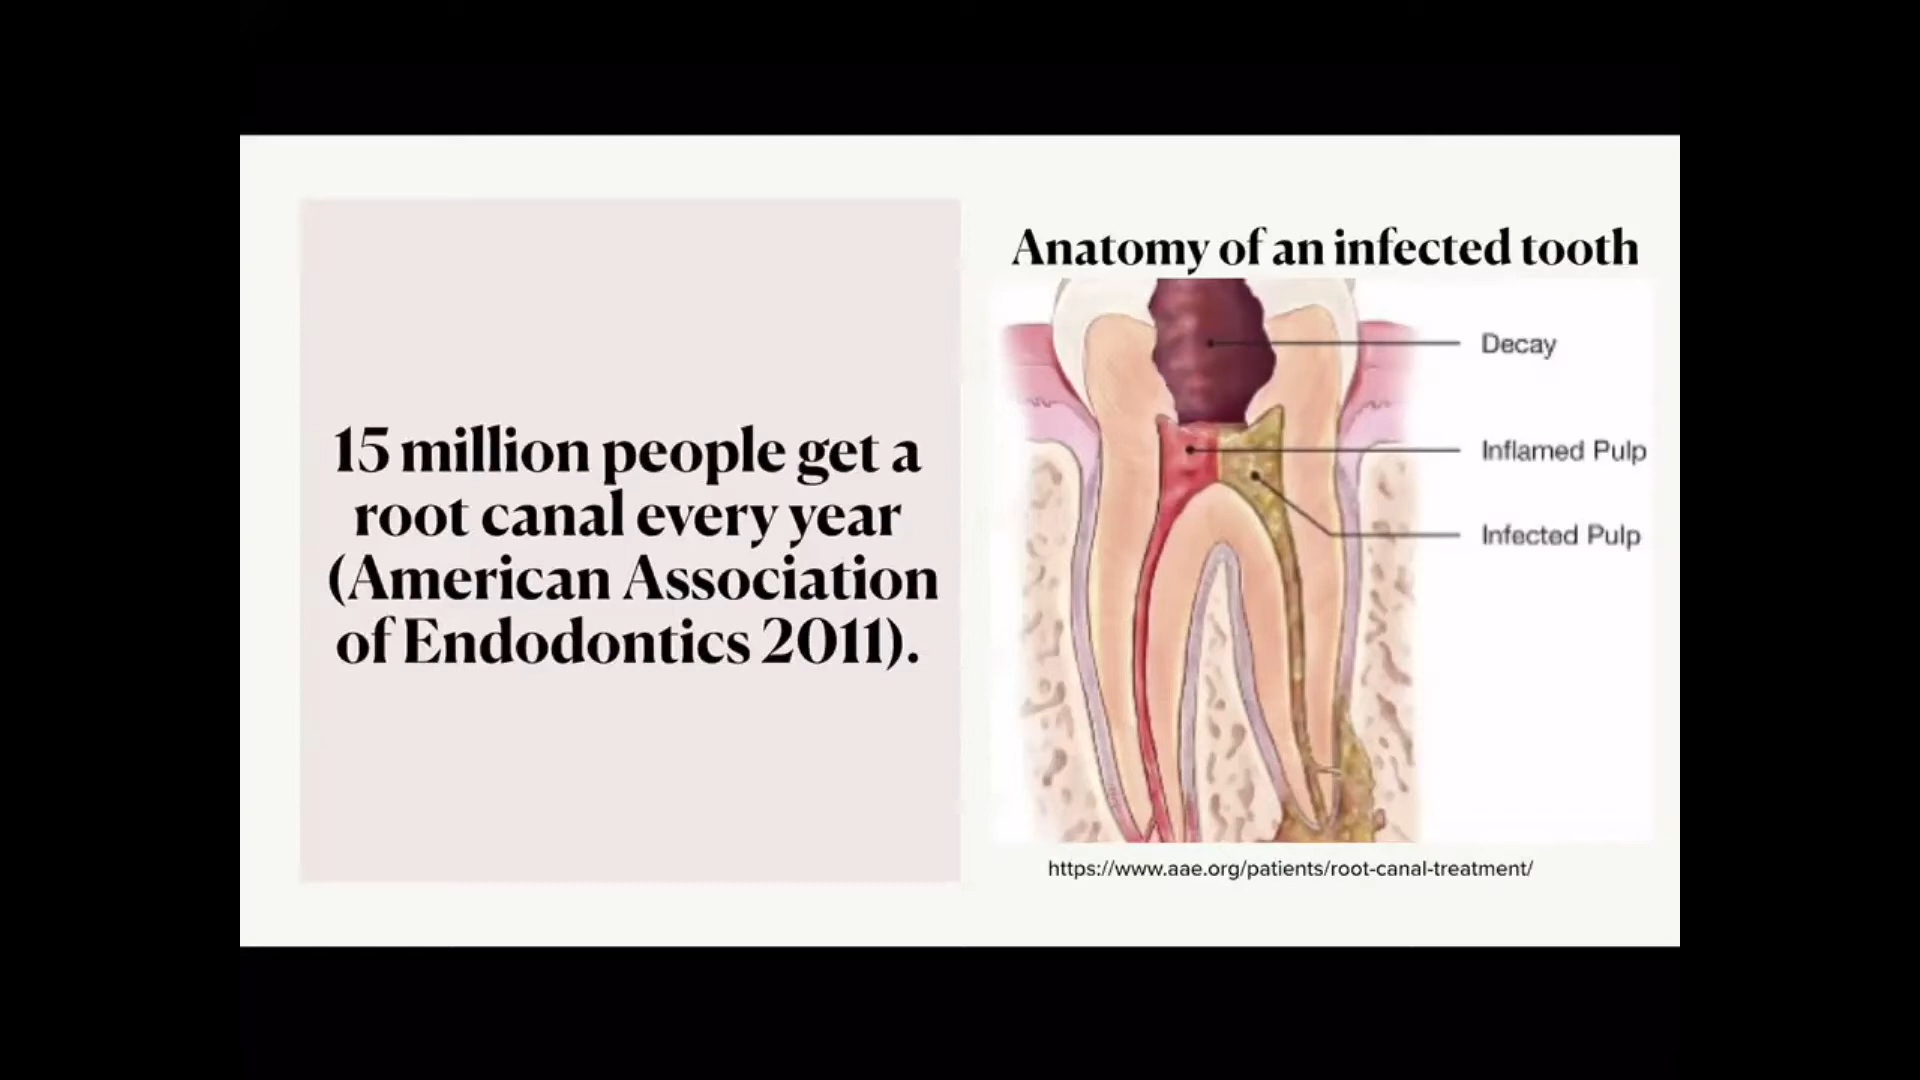 15 million people get a
root canal every year
(American Association
of Endodontics 2011).
Anatomy of an infected tooth
Decay
Inflamed Pulp
Infected Pulp
https://www.aae.org/patients/root-canal-treatment/